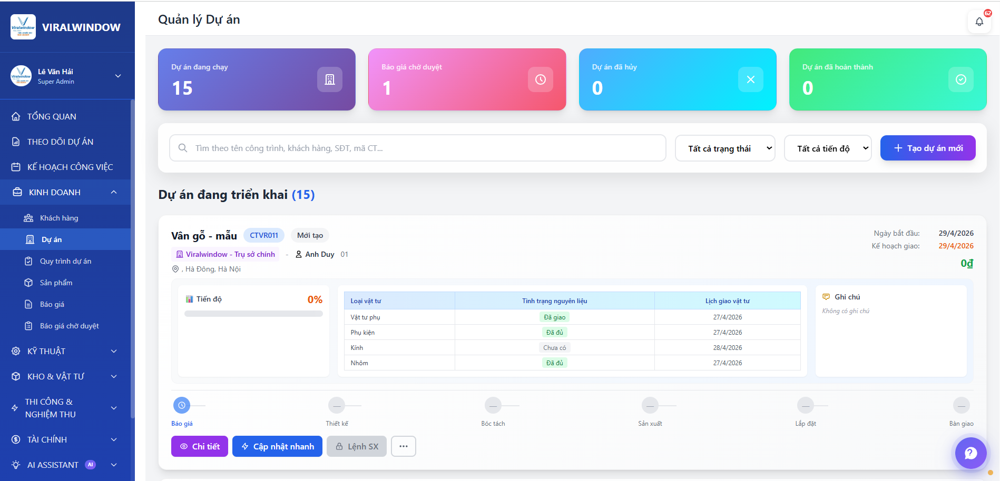 Viralwindow
VIRALWINDOW
Lê Văn Hải
Super Admin
TỔNG QUAN
THEO DÕI DỰ ÁN
KẾ HOẠCH CÔNG VIỆC
KINH DOANH
Khách hàng
Dự án
Quy trình dự án
Sản phẩm
Báo giá
Báo giá chờ duyệt
KỸ THUẬT
KHO & VẬT TƯ
THI CÔNG &
NGHIỆM THU
TÀI CHÍNH
AI ASSISTANT AI
Quản lý Dự án
62
Dự án đang chạy
15
Báo giá chờ duyệt
1
Dự án đã hủy
0
Dự án đã hoàn thành
0
Tìm theo tên công trình, khách hàng, SĐT, mã CT...
Tất cả trạng thái
Tất cả tiến độ
Tạo dự án mới
Dự án đang triển khai (15)
Vân gỗ - mẫu CTVR011 Mới tạo
Viralwindow - Trụ sở chính - Anh Duy 01
, Hà Đông, Hà Nội
Ngày bắt đầu: 29/4/2026
Kế hoạch giao: 29/4/2026
0₫
Tiến độ 0%
Loại vật tư Tình trạng nguyên liệu Lịch giao vật tư
Vật tư phụ Đã giao 27/4/2026
Phụ kiện Đã đủ 27/4/2026
Kính Chưa có 28/4/2026
Nhôm Đã đủ 27/4/2026
Ghi chú
Không có ghi chú
Báo giá
Thiết kế
Bóc tách
Sản xuất
Lắp đặt
Bàn giao
Chi tiết
Cập nhật nhanh
Lệnh SX